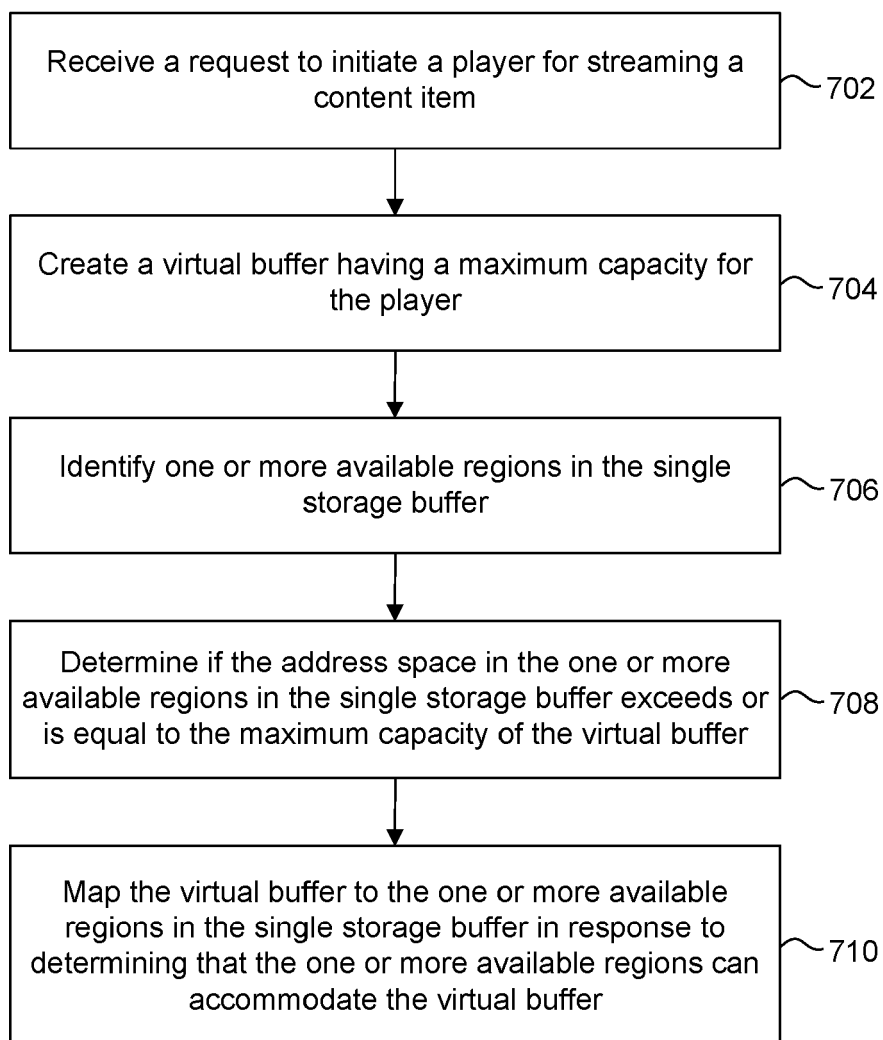 Receive a request to initiate a player for streaming a
content item
702
Create a virtual buffer having a maximum capacity for
the player
704
Identify one or more available regions in the single
storage buffer
706
Determine if the address space in the one or more
available regions in the single storage buffer exceeds or
is equal to the maximum capacity of the virtual buffer
708
Map the virtual buffer to the one or more available
regions in the single storage buffer in response to
determining that the one or more available regions can
accommodate the virtual buffer
710